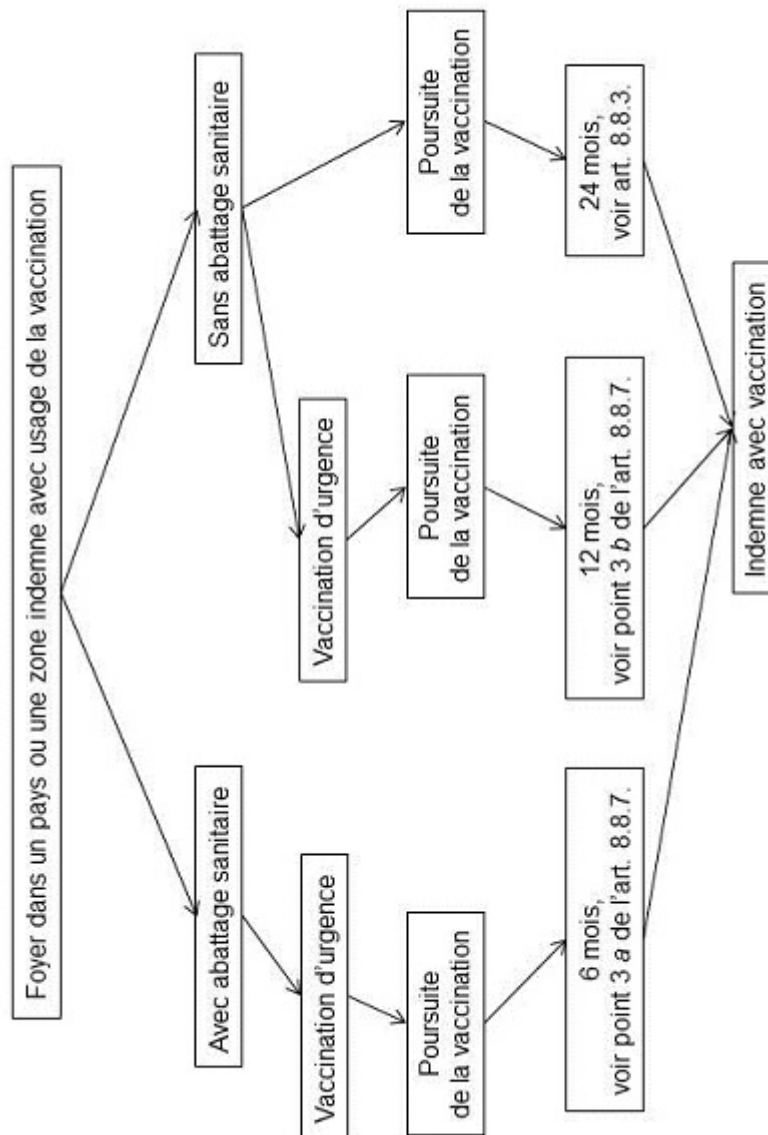 Foyer dans un pays ou une zone indemne avec usage de la vaccination
Avec abattage sanitaire
Sans abattage sanitaire
Vaccination d'urgence
Vaccination d'urgence
Poursuite
de la vaccination
Poursuite
de la vaccination
Poursuite
de la vaccination
6 mois,
voir point 3 a de l'art. 8.8.7.
12 mois,
voir point 3 b de l'art. 8.8.7.
24 mois,
voir art. 8.8.3.
Indemne avec vaccination